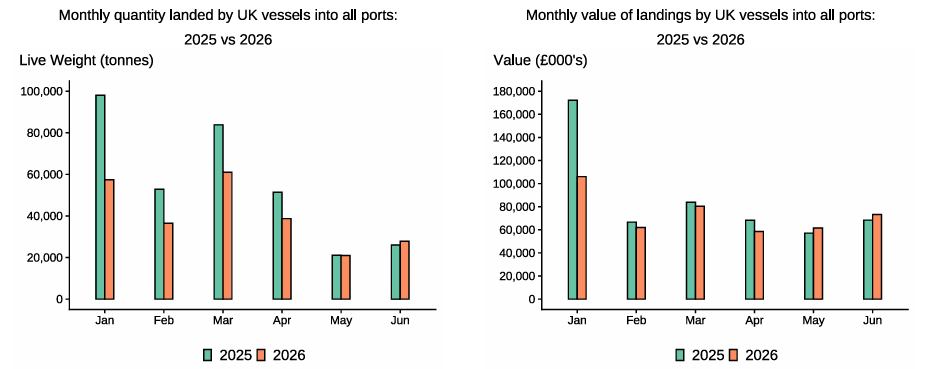 Monthly quantity landed by UK vessels into all ports:
2025 vs 2026
Live Weight (tonnes)
100,000
80,000
60,000
40,000
20,000
0
Jan Feb Mar Apr May Jun
2025 2026
Monthly value of landings by UK vessels into all ports:
2025 vs 2026
Value (£000's)
180,000
160,000
140,000
120,000
100,000
80,000
60,000
40,000
20,000
0
Jan Feb Mar Apr May Jun
2025 2026